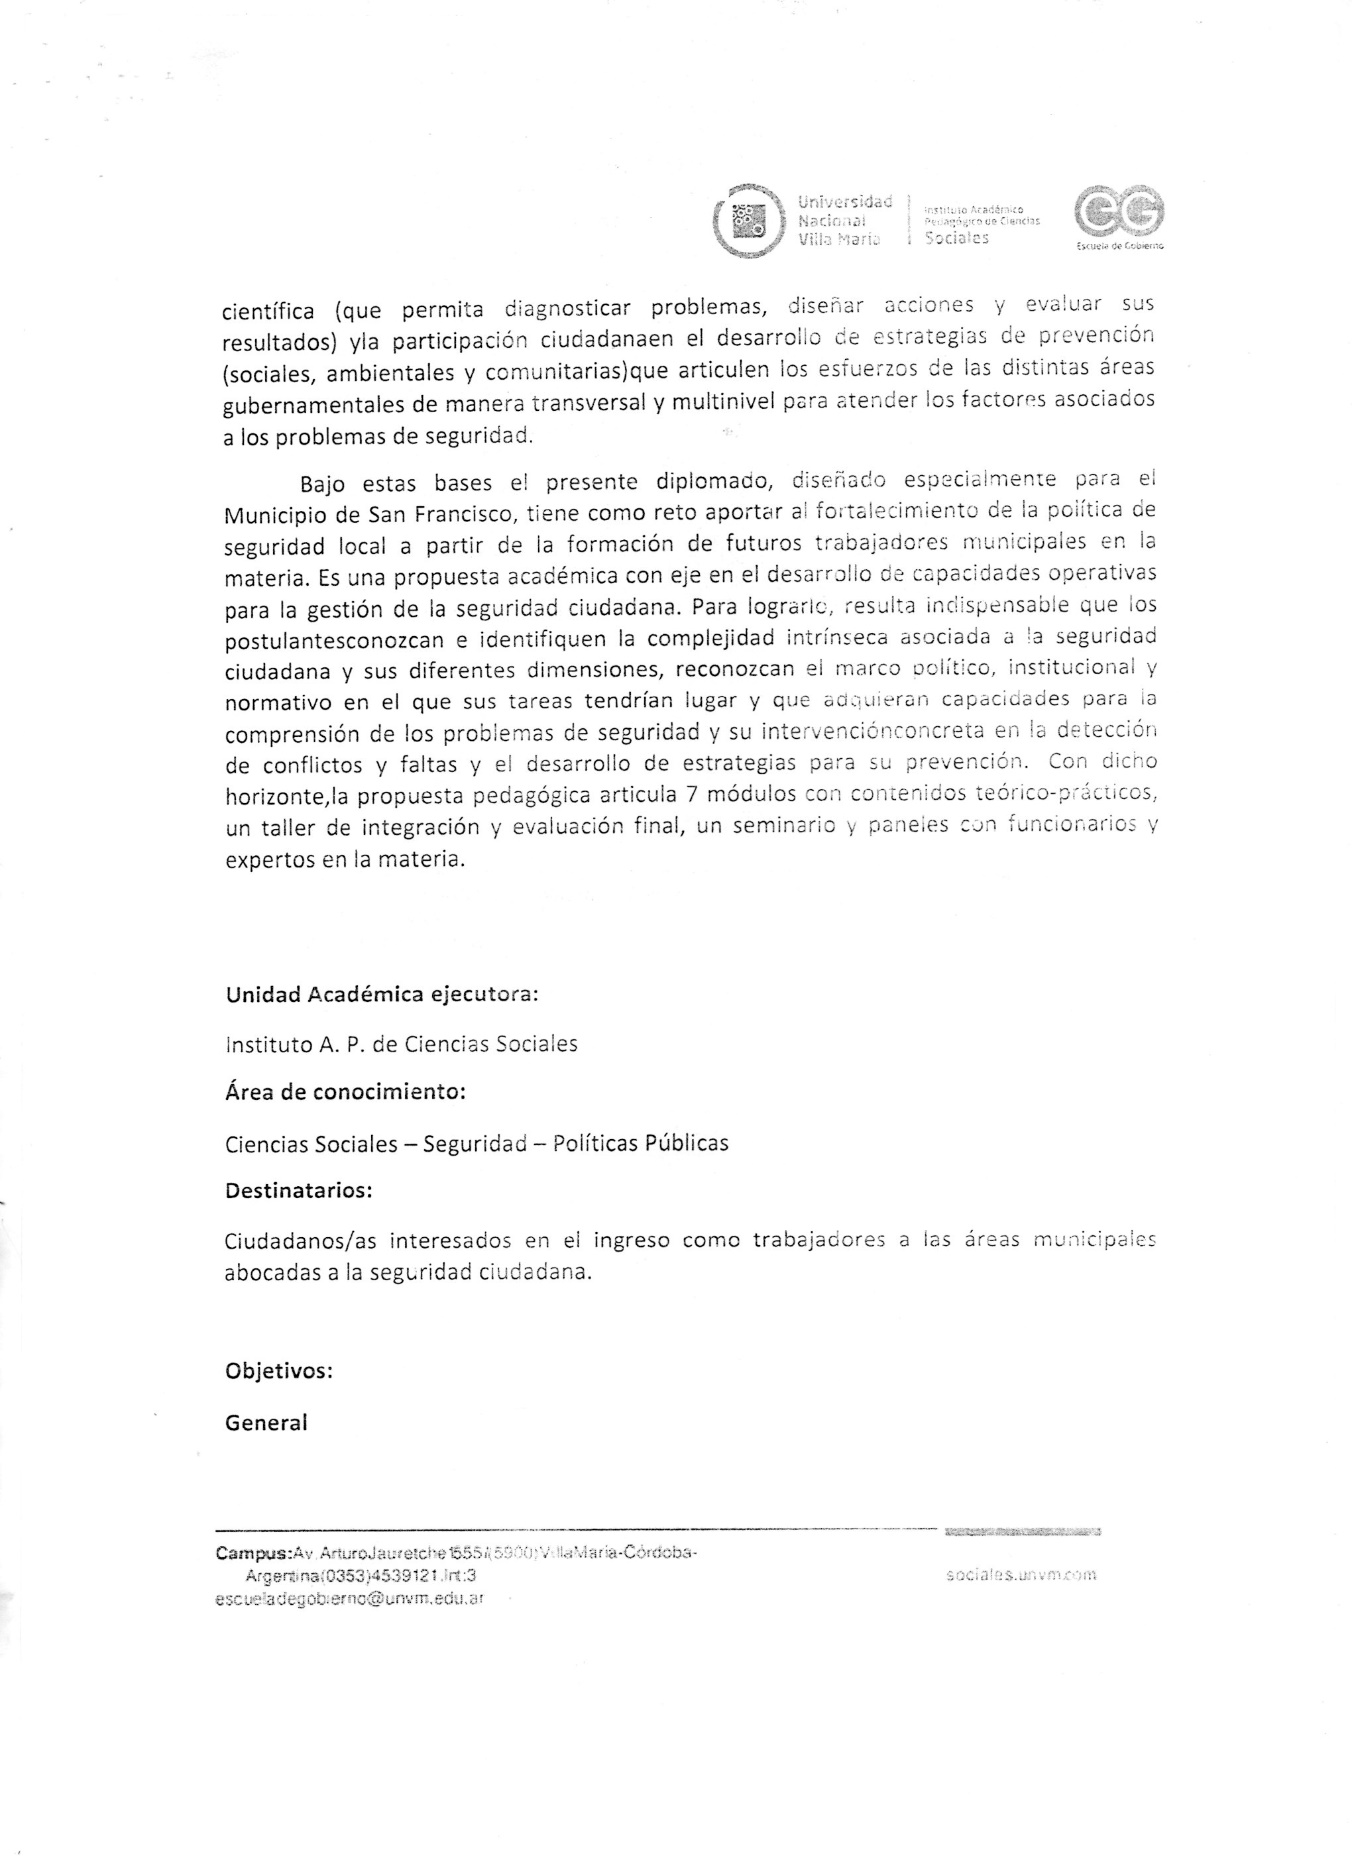 Universidad
Nacional
Villa María
Instituto Académico
Pedagógico de Ciencias
Sociales
Escuela de Gobierno
científica (que permita diagnosticar problemas, diseñar acciones y evaluar sus
resultados) yla participación ciudadanaen el desarrollo de estrategias de prevención
(sociales, ambientales y comunitarias)que articulen los esfuerzos de las distintas áreas
gubernamentales de manera transversal y multinivel para atender los factores asociados
a los problemas de seguridad.
Bajo estas bases el presente diplomado, diseñado especialmente para el
Municipio de San Francisco, tiene como reto aportar al fortalecimiento de la política de
seguridad local a partir de la formación de futuros trabajadores municipales en la
materia. Es una propuesta académica con eje en el desarrollo de capacidades operativas
para la gestión de la seguridad ciudadana. Para lograrlo, resulta indispensable que los
postulantesconozcan e identifiquen la complejidad intrínseca asociada a la seguridad
ciudadana y sus diferentes dimensiones, reconozcan el marco político, institucional y
normativo en el que sus tareas tendrían lugar y que adquieran capacidades para la
comprensión de los problemas de seguridad y su intervenciónconcreta en la detección
de conflictos y faltas y el desarrollo de estrategias para su prevención. Con dicho
horizonte,la propuesta pedagógica articula 7 módulos con contenidos teórico-prácticos,
un taller de integración y evaluación final, un seminario y paneles con funcionarios y
expertos en la materia.
Unidad Académica ejecutora:
Instituto A. P. de Ciencias Sociales
Área de conocimiento:
Ciencias Sociales – Seguridad – Políticas Públicas
Destinatarios:
Ciudadanos/as interesados en el ingreso como trabajadores a las áreas municipales
abocadas a la seguridad ciudadana.
Objetivos:
General
Campus:Av.ArturoJauretche1555/(5900)VillaMaría-Córdoba-
Argentina(0353)4539121.Int:3
sociales.unvm.com
escueladegobierno@unvm.edu.ar